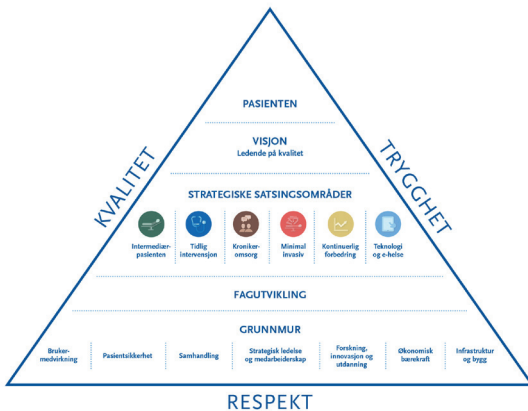 PASIENTEN
VISJON
Ledende på kvalitet
KVALITET
TRYGGHET
STRATEGISKE SATSINGSOMRÅDER
Intermediær-
pasienten
Tidlig
intervensjon
Kroniker-
omsorg
Minimal
invasiv
Kontinuerlig
forbedring
Teknologi
og e-helse
FAGUTVIKLING
GRUNNMUR
Bruker-
medvirkning
Pasientsikkerhet
Samhandling
Strategisk ledelse
og medarbeiderskap
Forskning,
innovasjon og
utdanning
Økonomisk
bærekraft
Infrastruktur
og bygg
RESPEKT